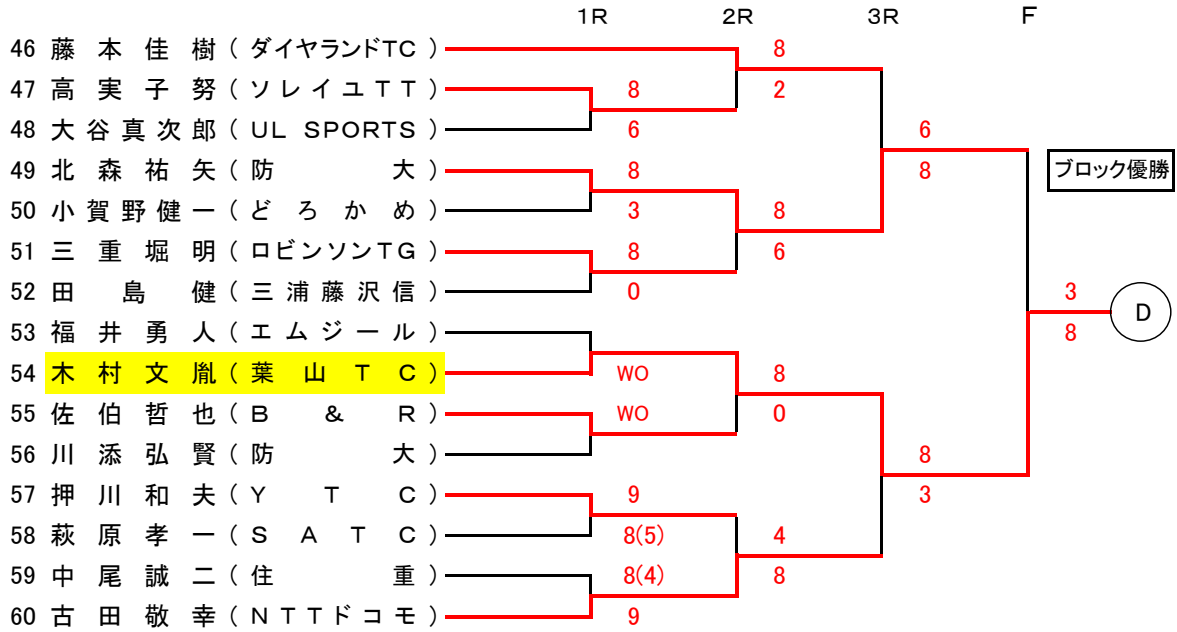 1R 2R 3R F
46 藤本佳樹(ダイヤランドTC) 8
47 高実子努(ソレイユTT) 8 2
48 大谷真次郎(UL SPORTS) 6 6
49 北森祐矢(防大) 8 8 ブロック優勝
50 小賀野健一(どろかめ) 3 8
51 三重堀明(ロビンソンTG) 8 6
52 田島健(三浦藤沢信) 0 3
D
53 福井勇人(エムジール) 8
54 木村文胤(葉山TC) WO 8
55 佐伯哲也(B&R) WO 0
56 川添弘賢(防大) 8
57 押川和夫(YTC) 9 3
58 萩原孝一(SATC) 8(5) 4
59 中尾誠二(住重) 8(4) 8
60 古田敬幸(NTTドコモ) 9